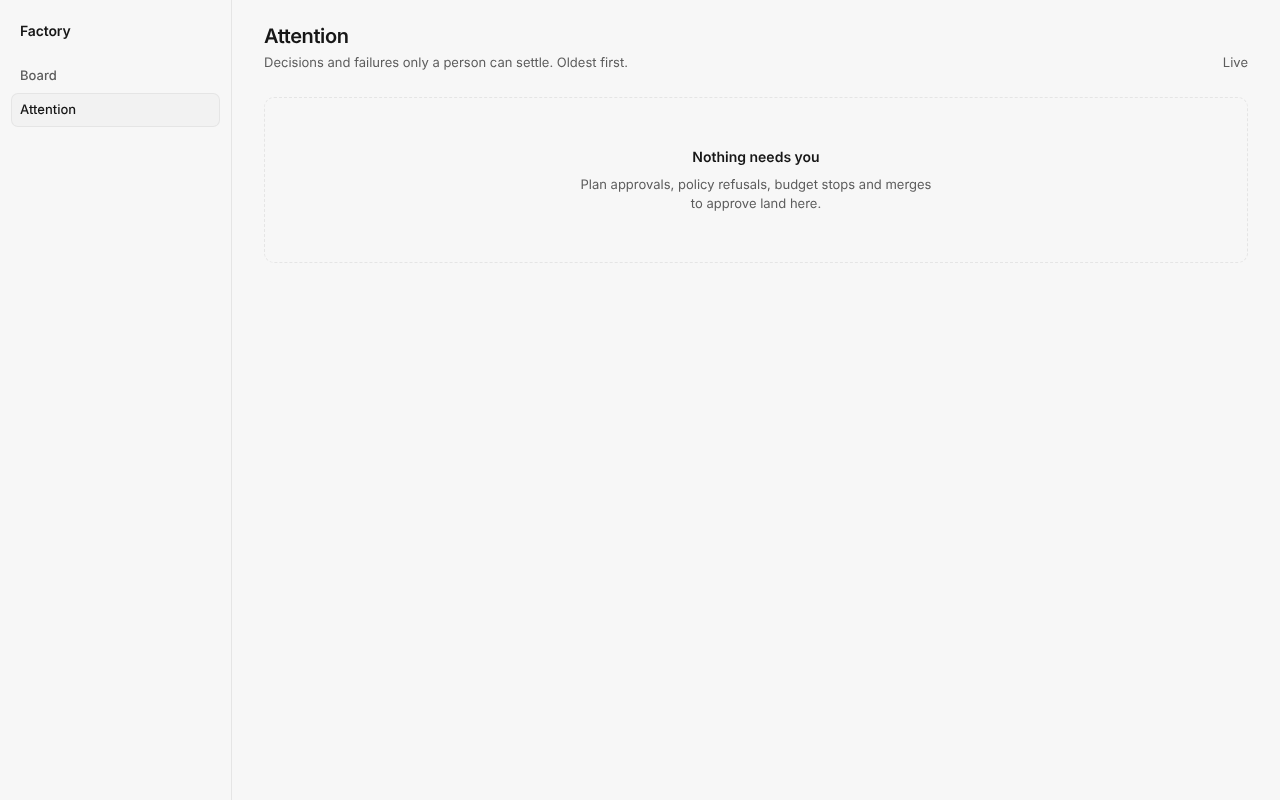 Factory
Board
Attention
Attention
Decisions and failures only a person can settle. Oldest first.
Live
Nothing needs you
Plan approvals, policy refusals, budget stops and merges
to approve land here.